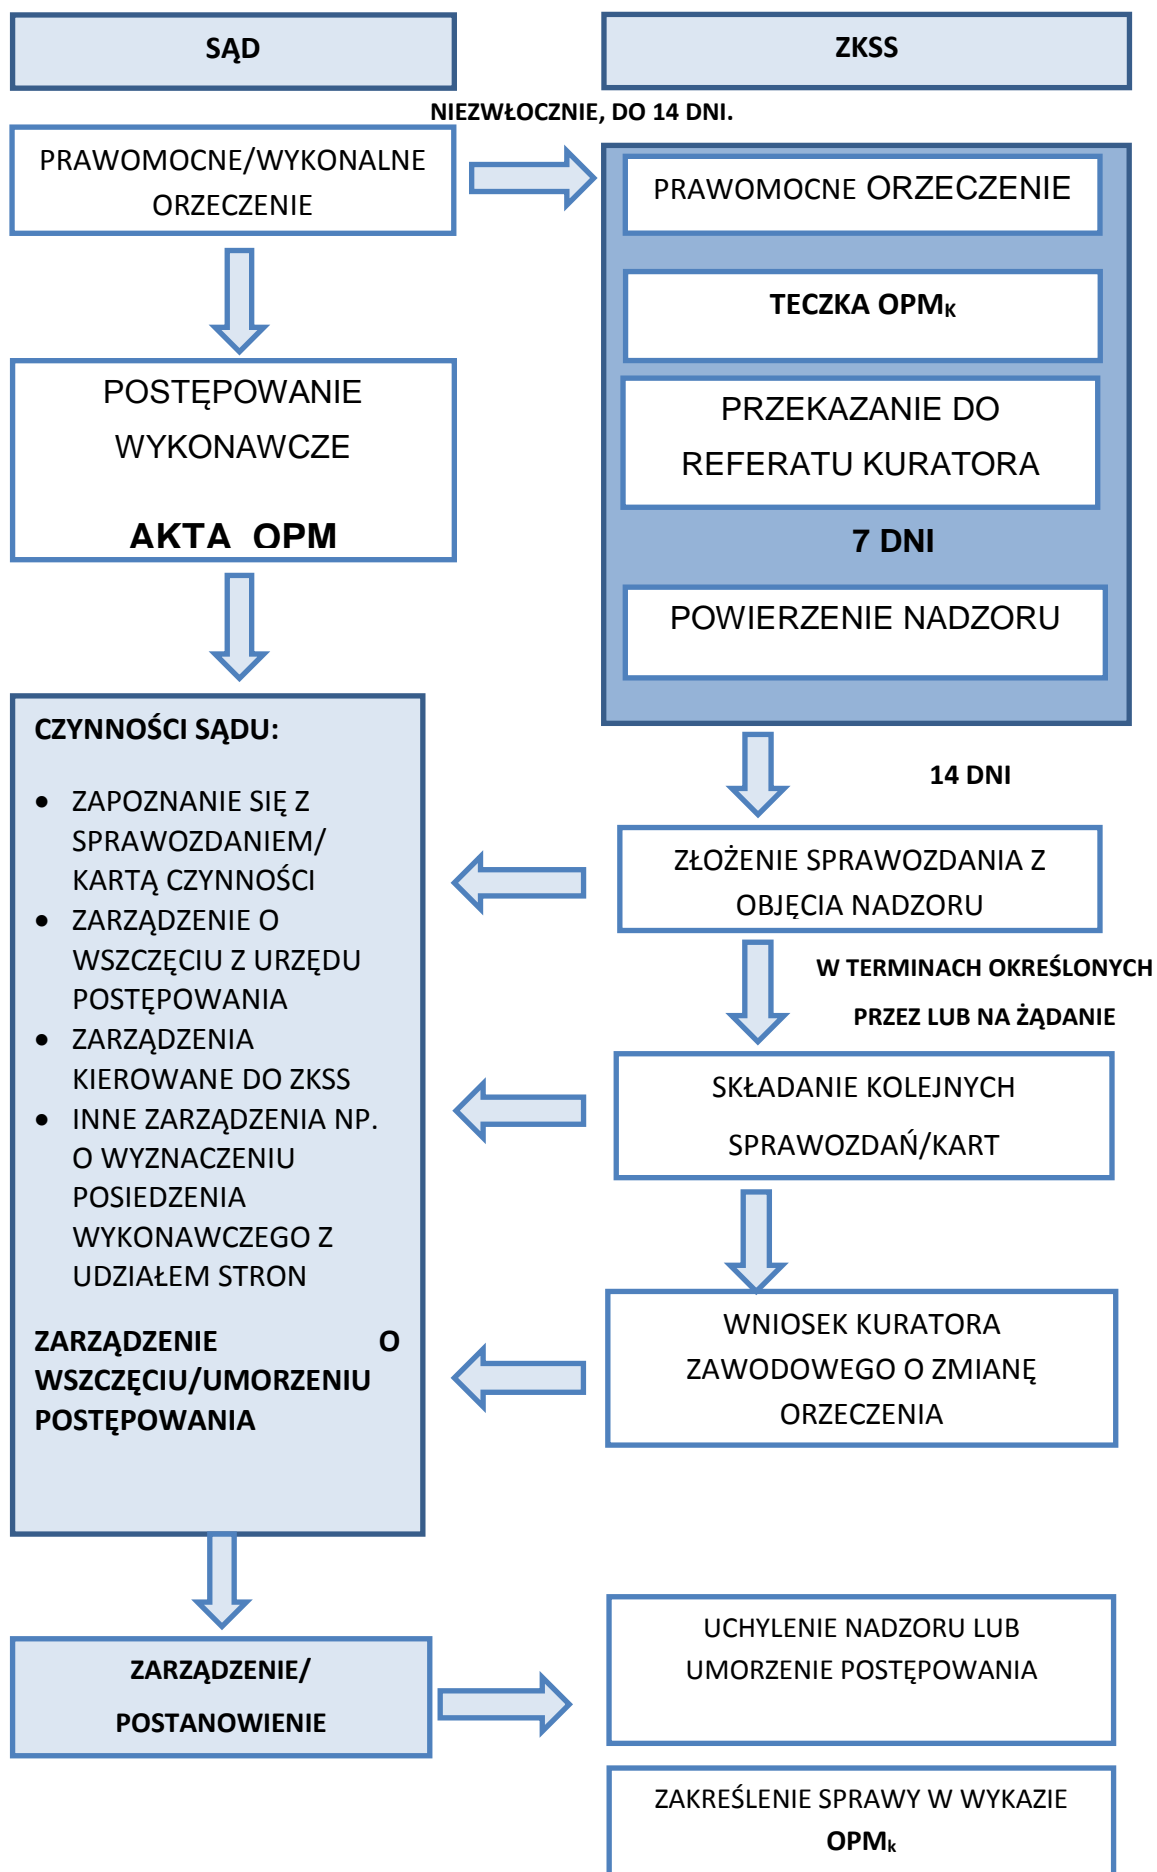 SĄD
ZKSS
NIEZWŁOCZNIE, DO 14 DNI.
PRAWOMOCNE/WYKONALNE
ORZECZENIE
PRAWOMOCNE ORZECZENIE
TECZKA OPMK
POSTĘPOWANIE
WYKONAWCZE
AKTA OPM
PRZEKAZANIE DO
REFERATU KURATORA
7 DNI
POWIERZENIE NADZORU
14 DNI
CZYNNOŚCI SĄDU:
• ZAPOZNANIE SIĘ Z
SPRAWOZDANIEM/
KARTĄ CZYNNOŚCI
• ZARZĄDZENIE O
WSZCZĘCIU Z URZĘDU
POSTĘPOWANIA
• ZARZĄDZENIA
KIEROWANE DO ZKSS
• INNE ZARZĄDZENIA NP.
O WYZNACZENIU
POSIEDZENIA
WYKONAWCZEGO Z
UDZIAŁEM STRON
ZARZĄDZENIE O
WSZCZĘCIU/UMORZENIU
POSTĘPOWANIA
ZŁOŻENIE SPRAWOZDANIA Z
OBJĘCIA NADZORU
W TERMINACH OKREŚLONYCH
PRZEZ LUB NA ŻĄDANIE
SKŁADANIE KOLEJNYCH
SPRAWOZDAŃ/KART
WNIOSEK KURATORA
ZAWODOWEGO O ZMIANĘ
ORZECZENIA
ZARZĄDZENIE/
POSTANOWIENIE
UCHYLENIE NADZORU LUB
UMORZENIE POSTĘPOWANIA
ZAKREŚLENIE SPRAWY W WYKAZIE
OPMk